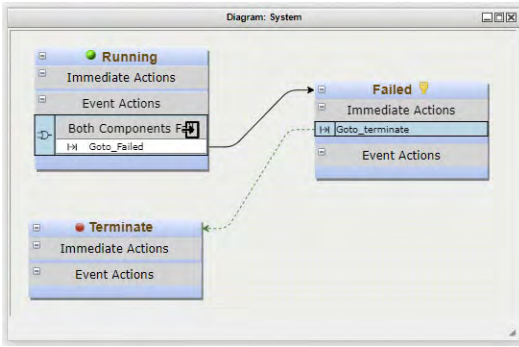 Diagram: System
Running
Immediate Actions
Event Actions
Both Components
Goto_Failed
Failed
Immediate Actions
Goto_terminate
Event Actions
Terminate
Immediate Actions
Event Actions